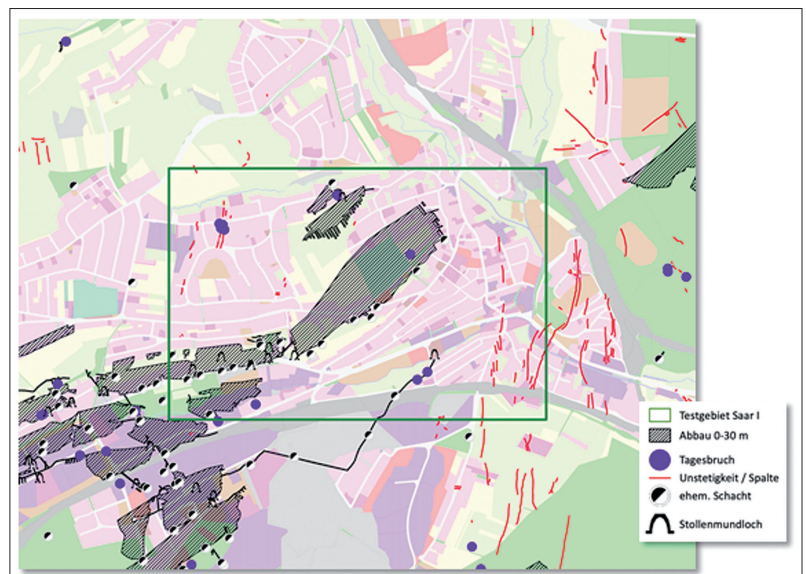 Testgebiet Saar I
Abbau 0-30 m
Tagesbruch
Unstetigkeit / Spalte
ehem. Schacht
Stollenmundloch